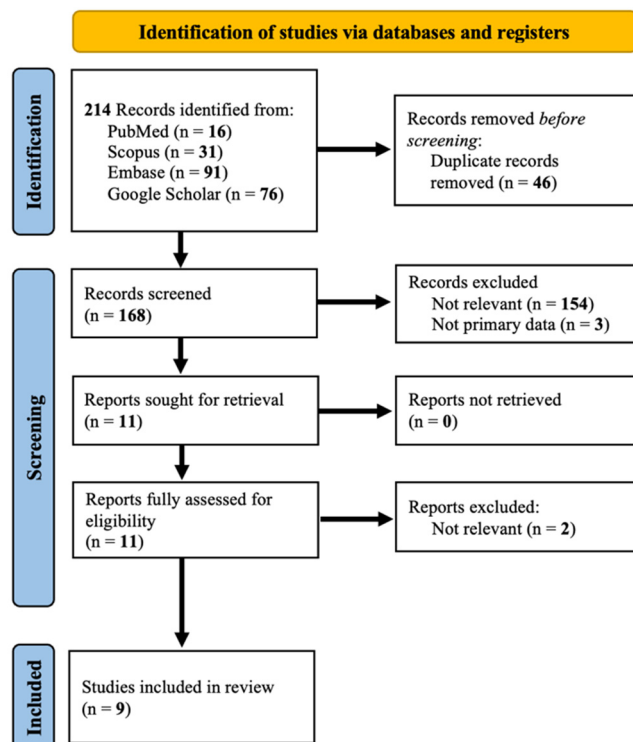 Identification of studies via databases and registers
Identification
214 Records identified from:
PubMed (n = 16)
Scopus (n = 31)
Embase (n = 91)
Google Scholar (n = 76)
Records removed before
screening:
Duplicate records
removed (n = 46)
Screening
Records screened
(n = 168)
Records excluded
Not relevant (n = 154)
Not primary data (n = 3)
Reports sought for retrieval
(n = 11)
Reports not retrieved
(n = 0)
Reports fully assessed for
eligibility
(n = 11)
Reports excluded:
Not relevant (n = 2)
Included
Studies included in review
(n = 9)